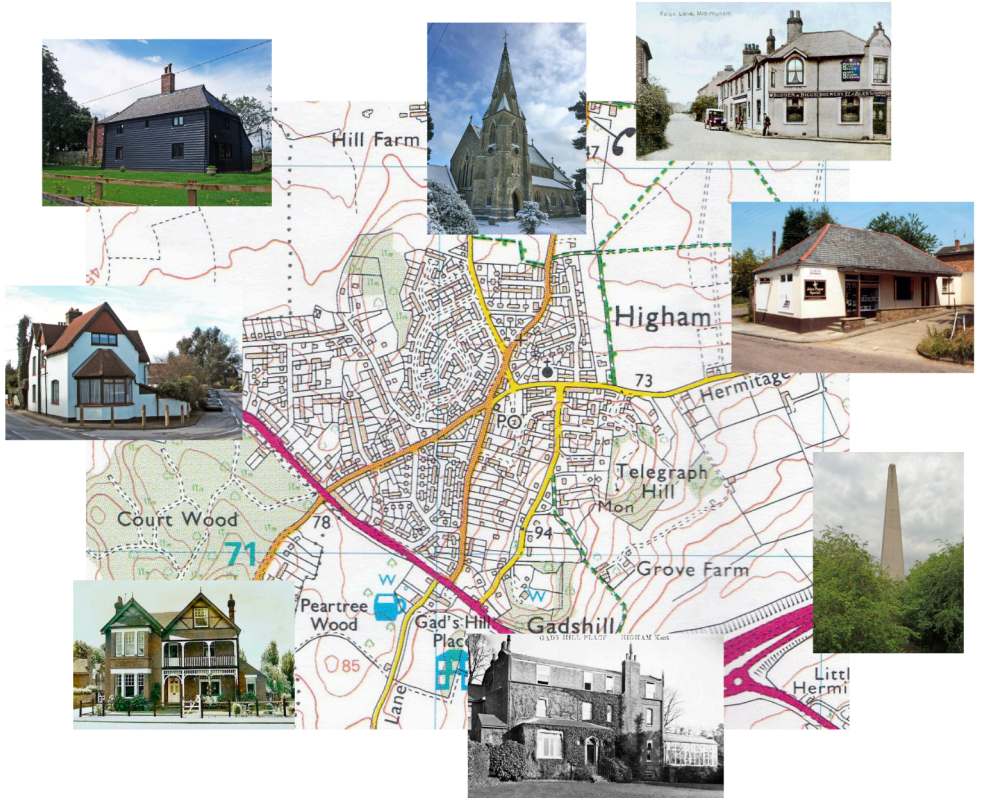 Hill Farm
47
Higham
73
Hermitage
PO
Telegraph
Hill
Mon
Court Wood
78
71
94
Grove Farm
W
W
Peartree
Wood
Gad's Hill
Place
Gadshill
85
Lane
Littl
Hermi
GADS HILL PLACE HIGHAM Kent